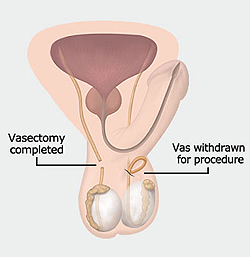 Vasectomy
completed
Vas withdrawn
for procedure